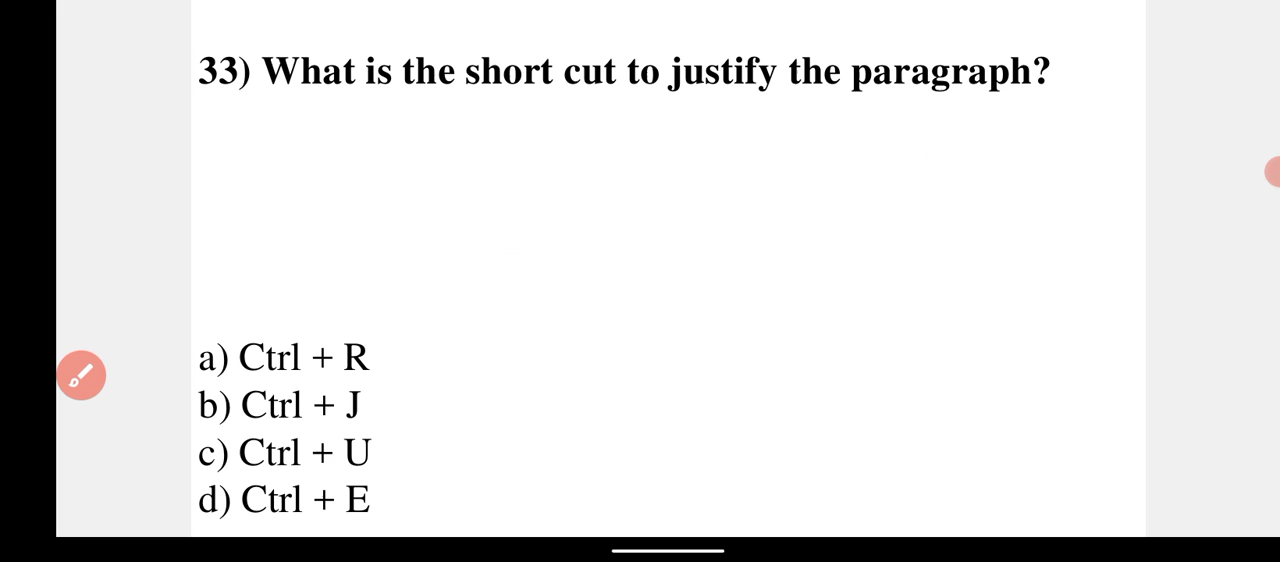 33) What is the short cut to justify the paragraph?
a) Ctrl + R
b) Ctrl + J
c) Ctrl + U
d) Ctrl + E